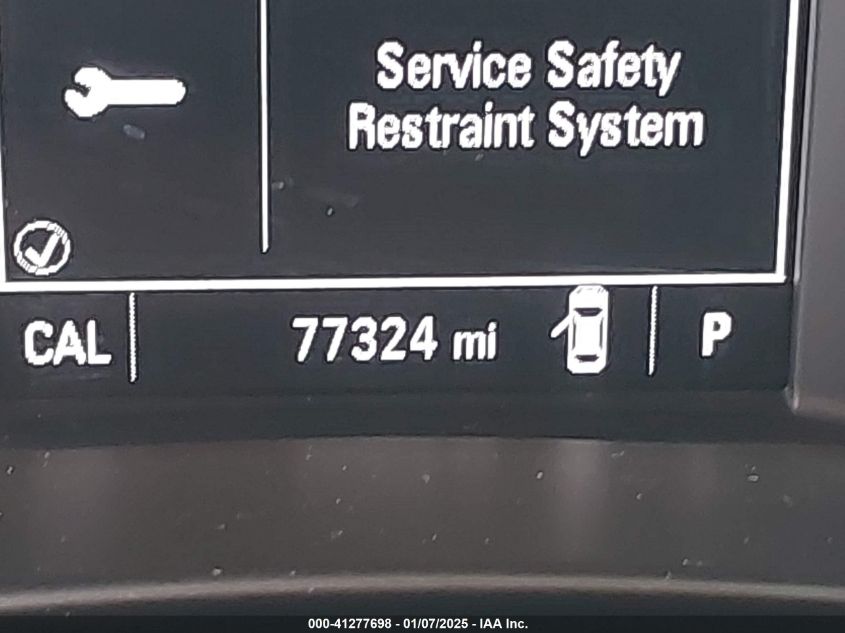 Service Safety
Restraint System
CAL 77324 mi P
000-41277698 - 01/07/2025 - IAA Inc.